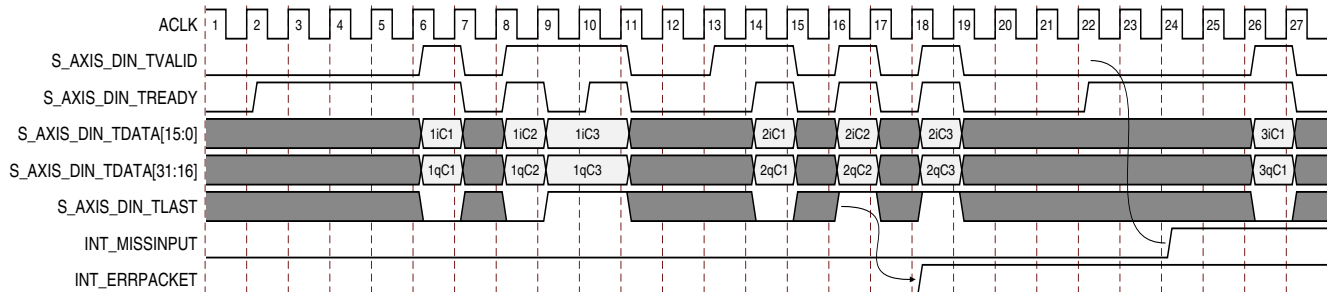 ACLK 1 2 3 4 5 6 7 8 9 10 11 12 13 14 15 16 17 18 19 20 21 22 23 24 25 26 27
S_AXIS_DIN_TVALID
S_AXIS_DIN_TREADY
S_AXIS_DIN_TDATA[15:0] 1iC1 1iC2 1iC3 2iC1 2iC2 2iC3 3iC1
S_AXIS_DIN_TDATA[31:16] 1qC1 1qC2 1qC3 2qC1 2qC2 2qC3 3qC1
S_AXIS_DIN_TLAST
INT_MISSINPUT
INT_ERRPACKET